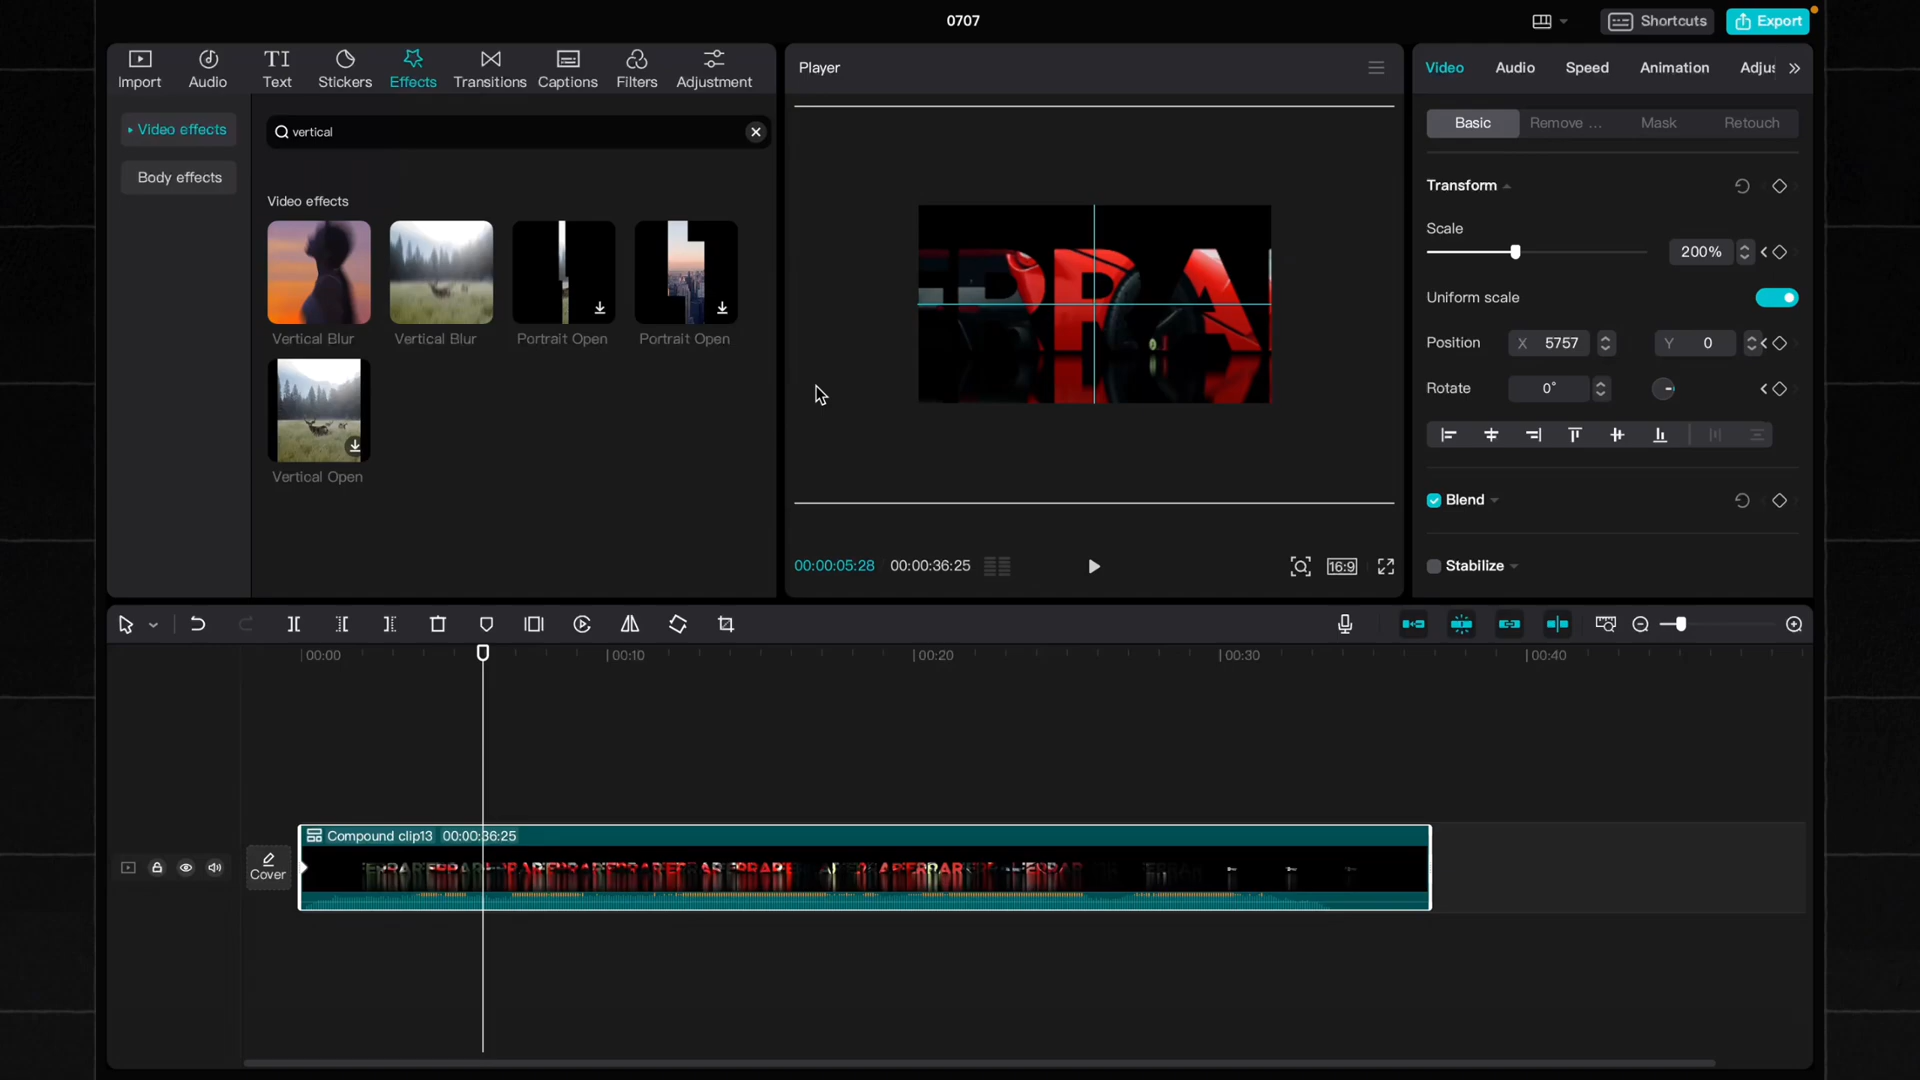 0707
Shortcuts
Export
Import
Audio
TI
Text
Stickers
Effects
Transitions
Captions
Filters
Adjustment
Player
Video
Audio
Speed
Animation
Adjus
Video effects
Body effects
vertical
Video effects
Vertical Blur
Vertical Blur
Portrait Open
Portrait Open
Vertical Open
ERRAI
00:00:05:28
00:00:36:25
16:9
Basic
Remove ...
Mask
Retouch
Transform
Scale
200%
Uniform scale
Position
X 5757
Y 0
Rotate
0°
Blend
Stabilize
00:00
00:10
00:20
00:30
00:40
Cover
Compound clip13 00:00:36:25